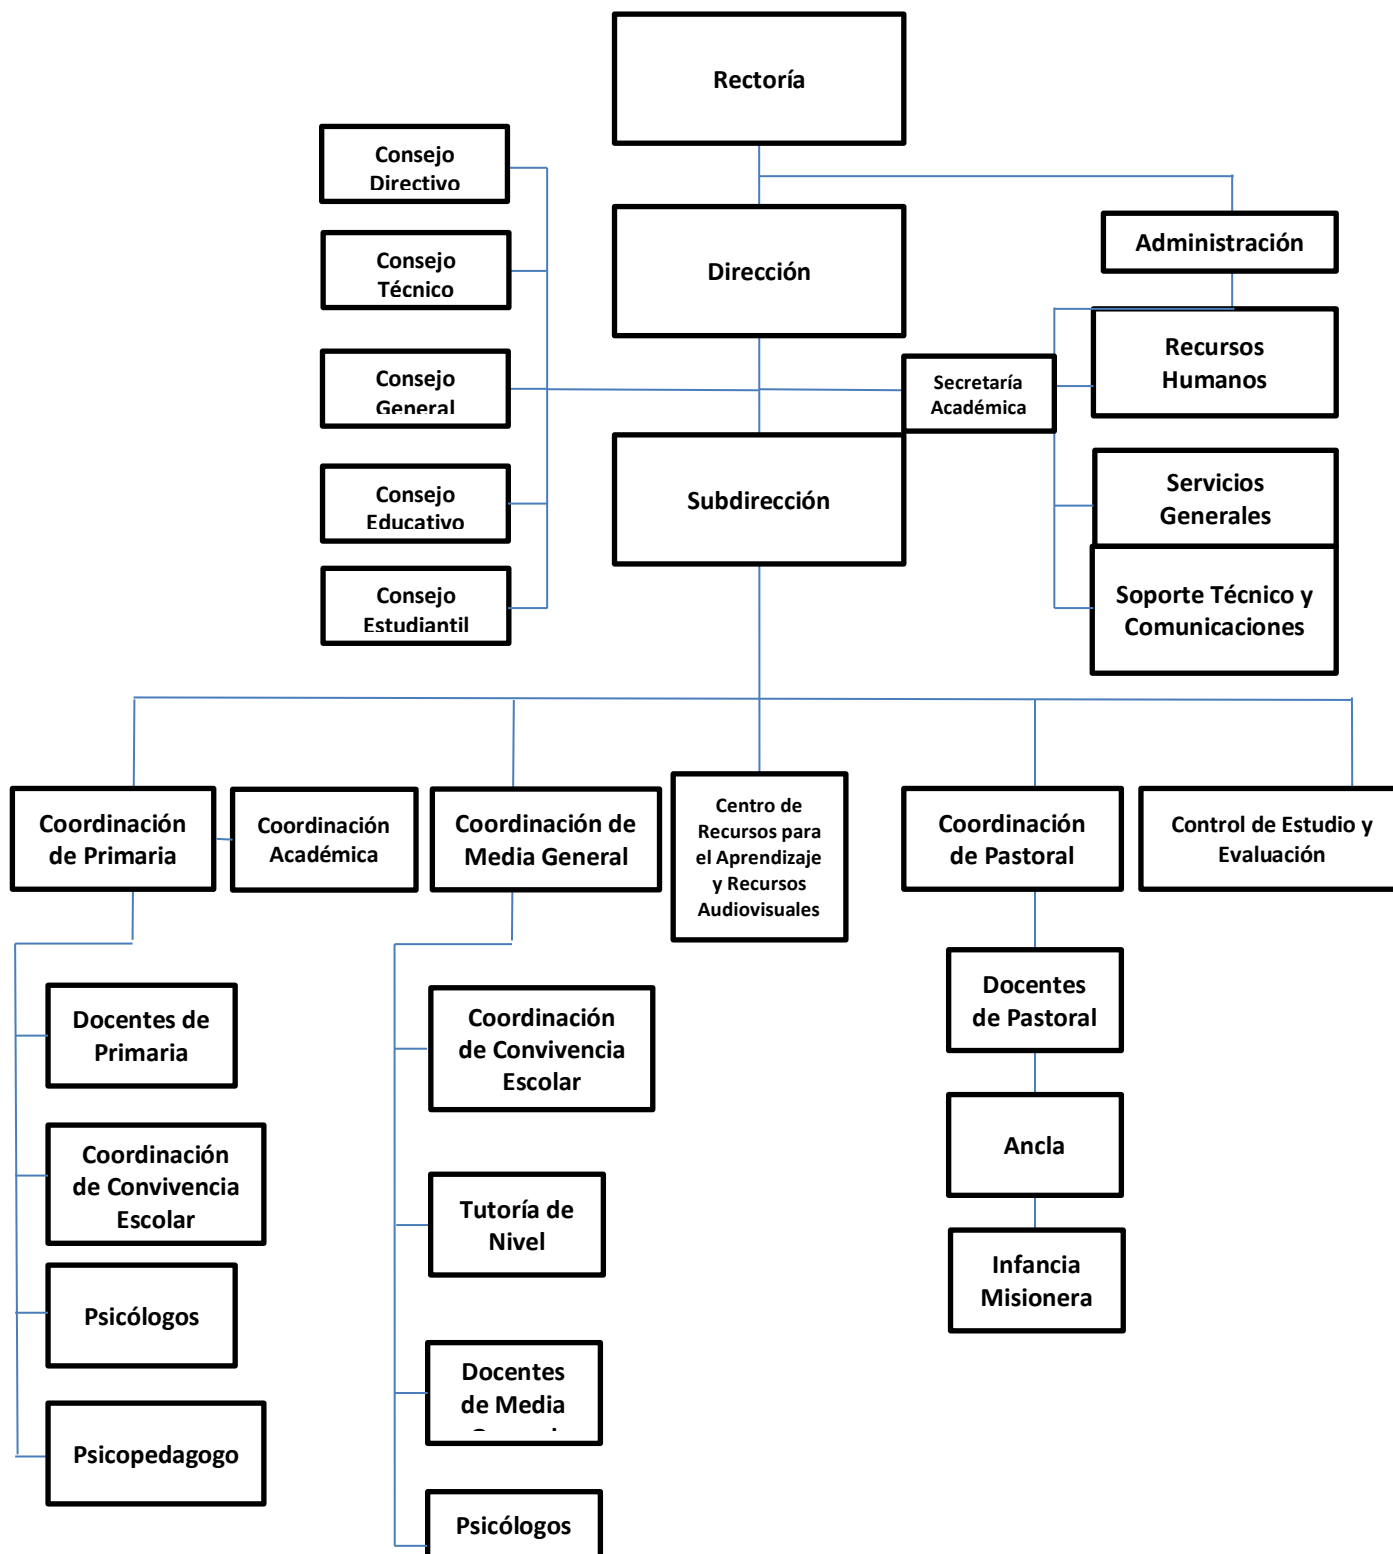 Rectoría
Consejo
Directivo
Dirección
Administración
Consejo
Técnico
Recursos
Humanos
Secretaría
Académica
Consejo
General
Subdirección
Servicios
Generales
Consejo
Educativo
Soporte Técnico y
Comunicaciones
Consejo
Estudiantil
Coordinación
de Primaria
Coordinación
Académica
Coordinación de
Media General
Centro de
Recursos para
el Aprendizaje
y Recursos
Audiovisuales
Coordinación
de Pastoral
Control de Estudio y
Evaluación
Docentes de
Primaria
Coordinación
de Convivencia
Escolar
Psicólogos
Psicopedagogo
Coordinación
de Convivencia
Escolar
Tutoría de
Nivel
Docentes
de Media
Psicólogos
Docentes
de Pastoral
Ancla
Infancia
Misionera